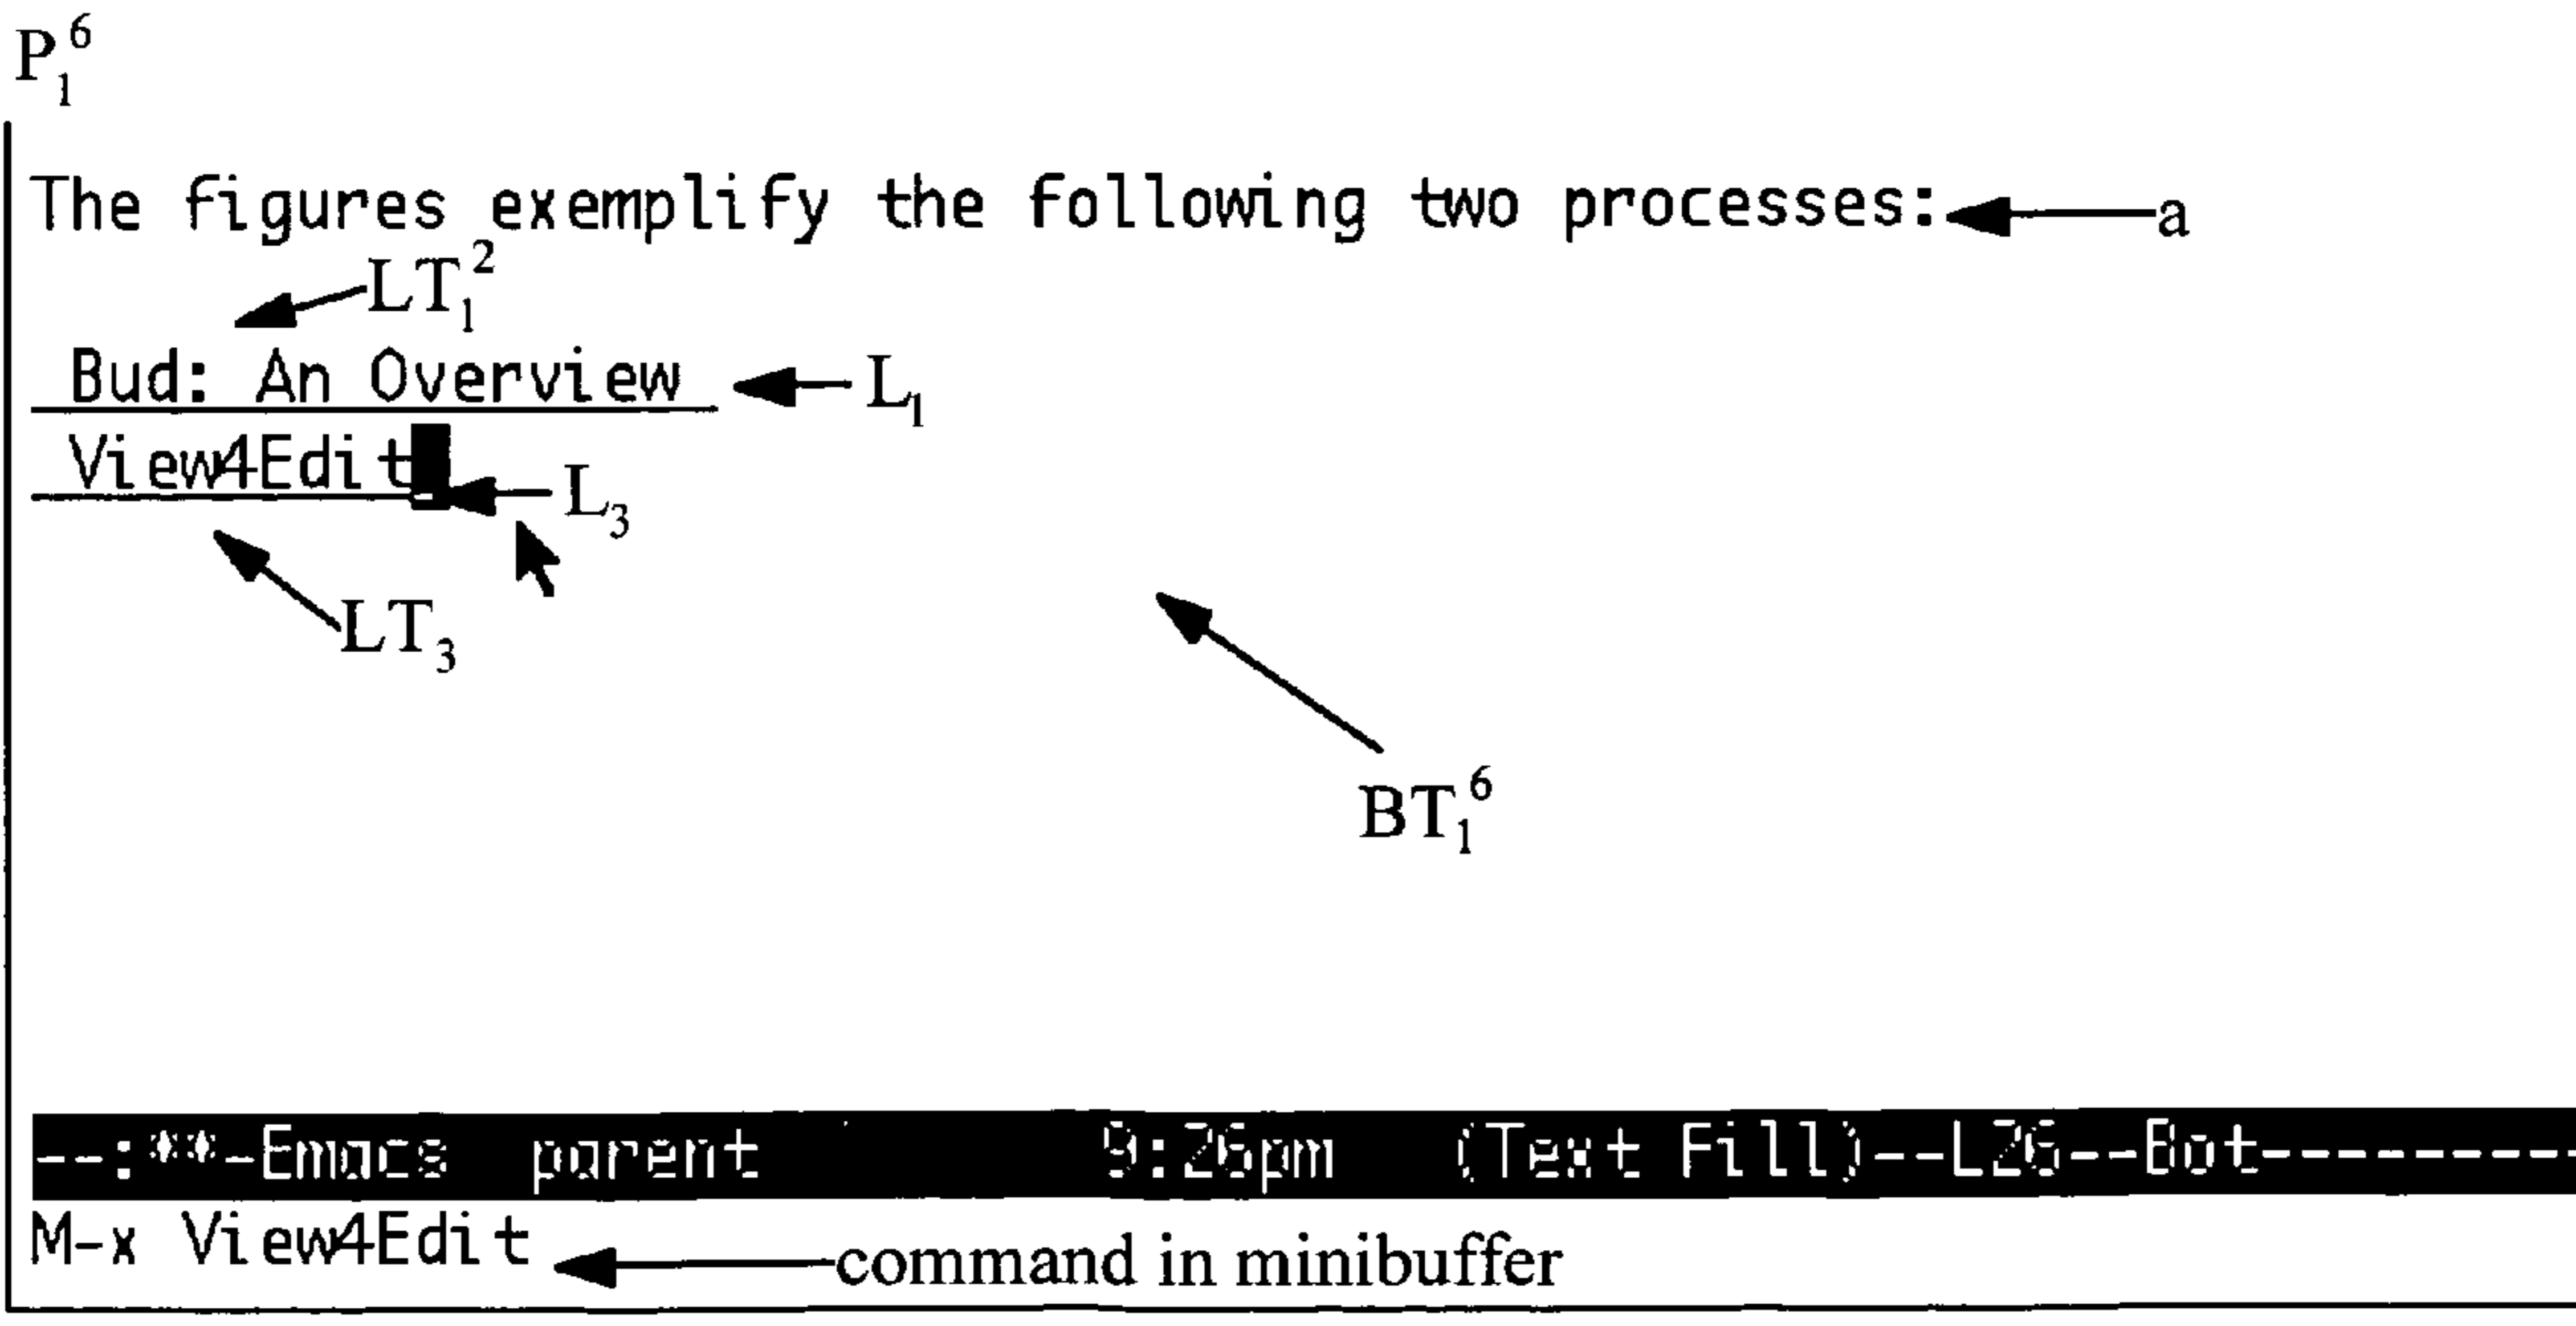 P₁⁶
The figures exemplify the following two processes: a
LT₁²
Bud: An Overview L₁
View4Edit L₃
LT₃
BT₁⁶
--:**-Emacs parent 9:26pm (Text Fill)--L26--Bot----------
M-x View4Edit command in minibuffer